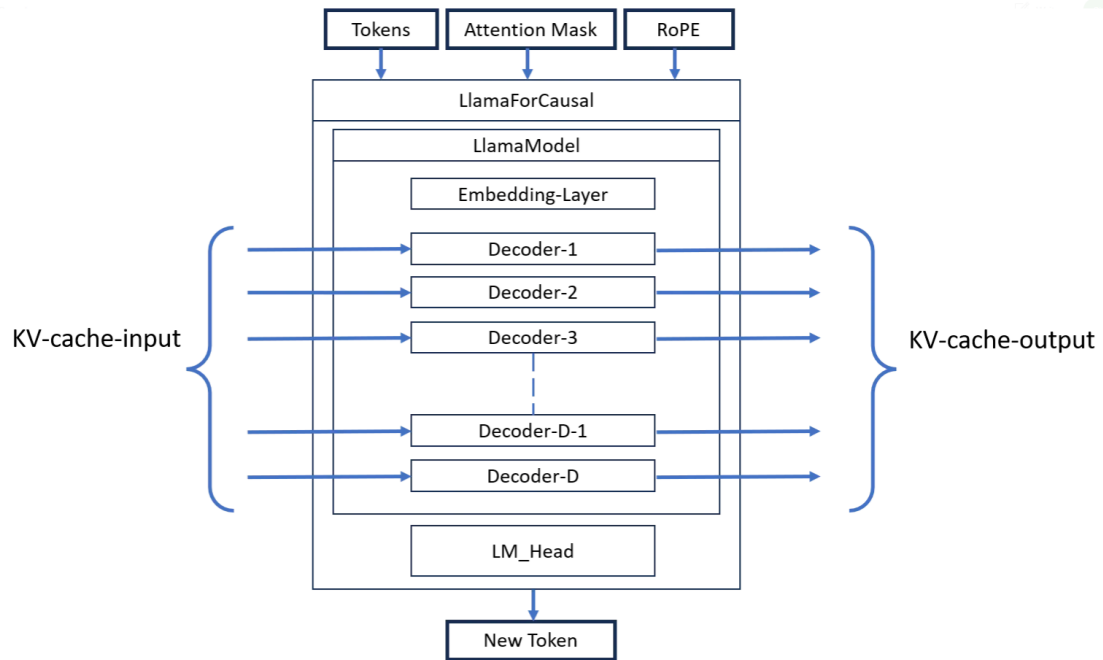 Tokens
Attention Mask
RoPE
LlamaForCausal
LlamaModel
Embedding-Layer
Decoder-1
Decoder-2
Decoder-3
KV-cache-input
KV-cache-output
Decoder-D-1
Decoder-D
LM_Head
New Token